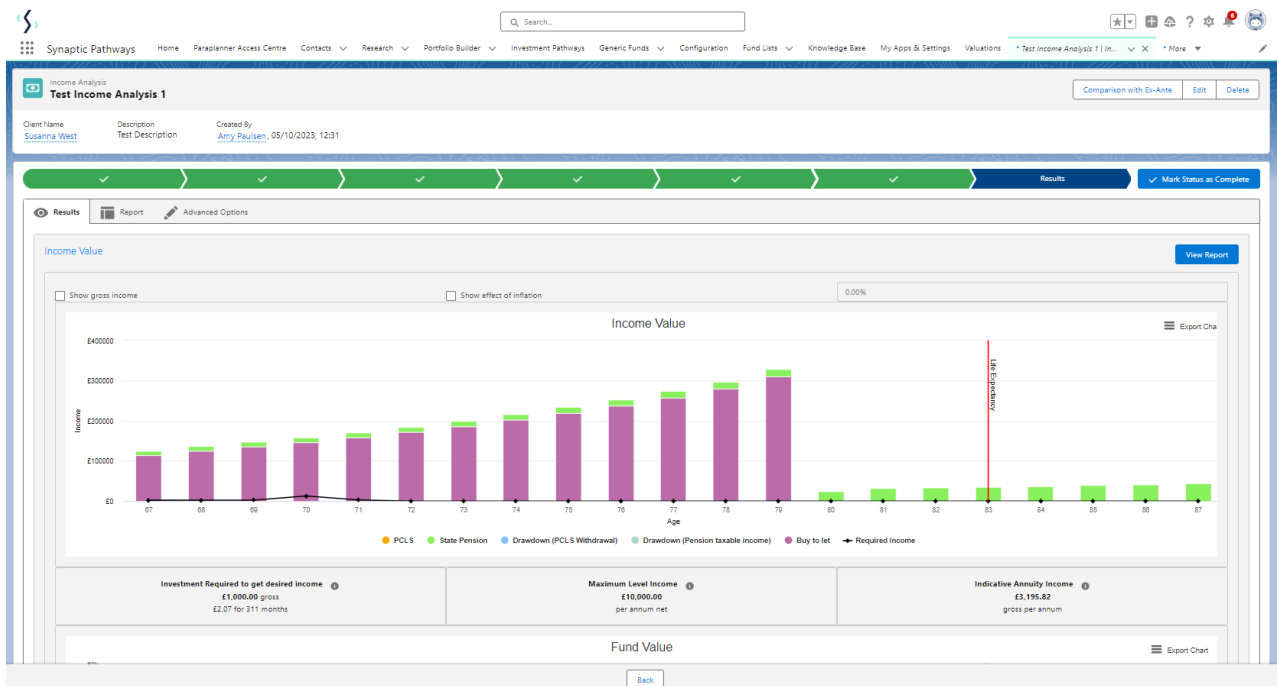 Search...
6
Synaptic Pathways Home Paraplanner Access Centre Contacts Research Portfolio Builder Investment Pathways Generic Funds Configuration Fund Lists Knowledge Base My Apps & Settings Valuations * Test Income Analysis 1 | In... * More
Income Analysis
Test Income Analysis 1
Comparison with Ex-Ante Edit Delete
Client Name Description Created By
Susanna West Test Description Amy Paulsen, 05/10/2023, 12:31
Results Mark Status as Complete
Results Report Advanced Options
Income Value
View Report
Show gross income Show effect of inflation 0.00%
Income Value
Export Cha
£400000
£300000
£200000
£100000
£0
Income
Life Expectancy
67 68 69 70 71 72 73 74 75 76 77 78 79 80 81 82 83 84 85 86 87
Age
PCLS State Pension Drawdown (PCLS Withdrawal) Drawdown (Pension taxable income) Buy to let Required Income
Investment Required to get desired income Maximum Level Income Indicative Annuity Income
£1,000.00 gross £10,000.00 £3,195.82
£2.07 for 311 months per annum net gross per annum
Fund Value
Export Chart
Back